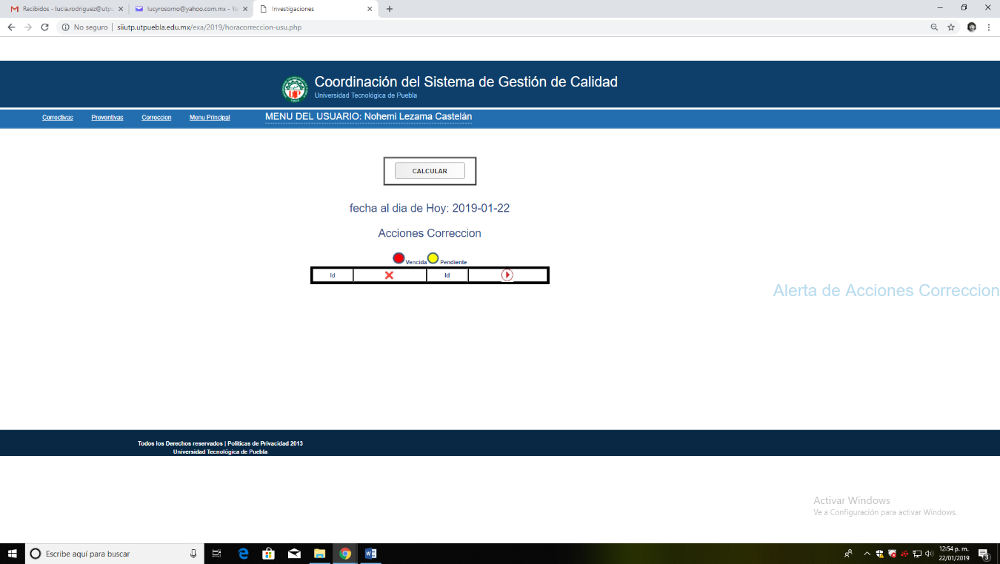 Recibidos - lucia.rodriguez@utp
lucyrosorno@yahoo.com.mx - Ya
Investigaciones
No seguro | siiutp.utpuebla.edu.mx/exa/2019/horacorreccion-usu.php
Coordinación del Sistema de Gestión de Calidad
Universidad Tecnológica de Puebla
Correctivas Preventivas Correccion Menu Principal MENU DEL USUARIO: Nohemi Lezama Castelán
CALCULAR
fecha al dia de Hoy: 2019-01-22
Acciones Correccion
Vencida Pendiente
Id Id
Alerta de Acciones Correccion
Todos los Derechos reservados | Politicas de Privacidad 2013
Universidad Tecnológica de Puebla
Activar Windows
Ve a Configuración para activar Windows.
Escribe aquí para buscar
12:54 p. m.
22/01/2019
3